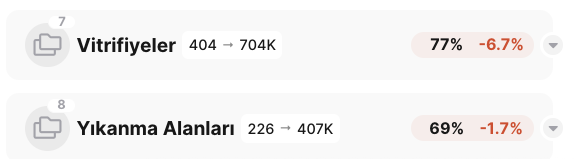 7
Vitrifiyeler 404 → 704K 77% -6.7%
8
Yıkanma Alanları 226 → 407K 69% -1.7%